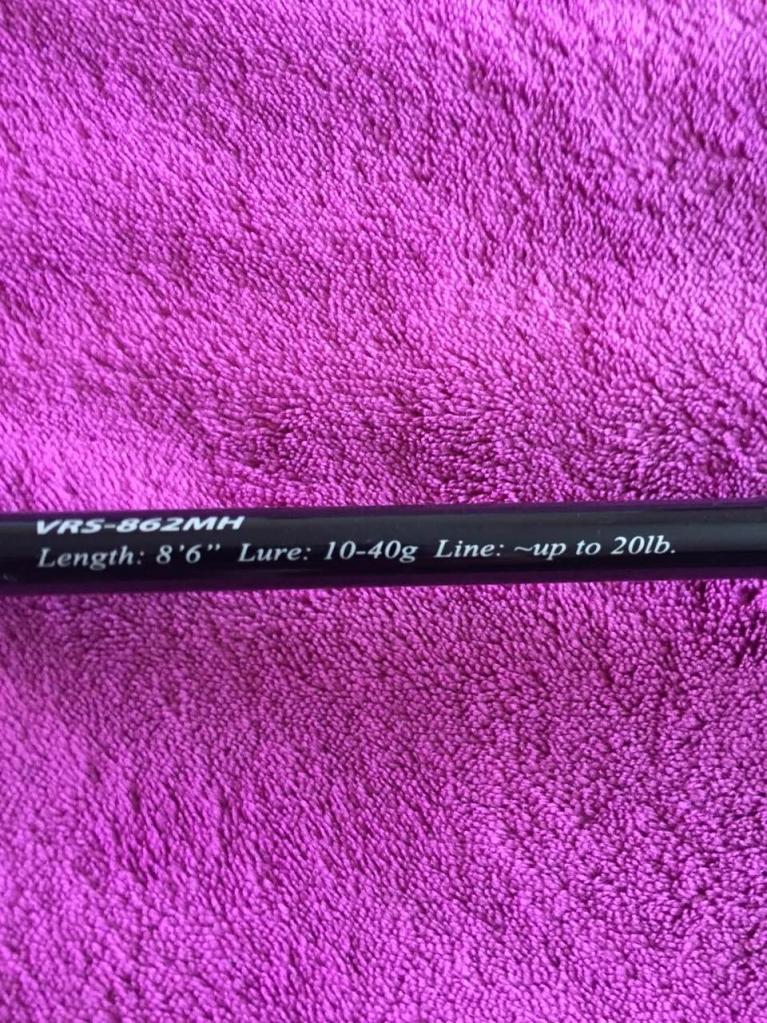 VRS-862MH
Length: 8’6” Lure: 10-40g Line: ~up to 20lb.